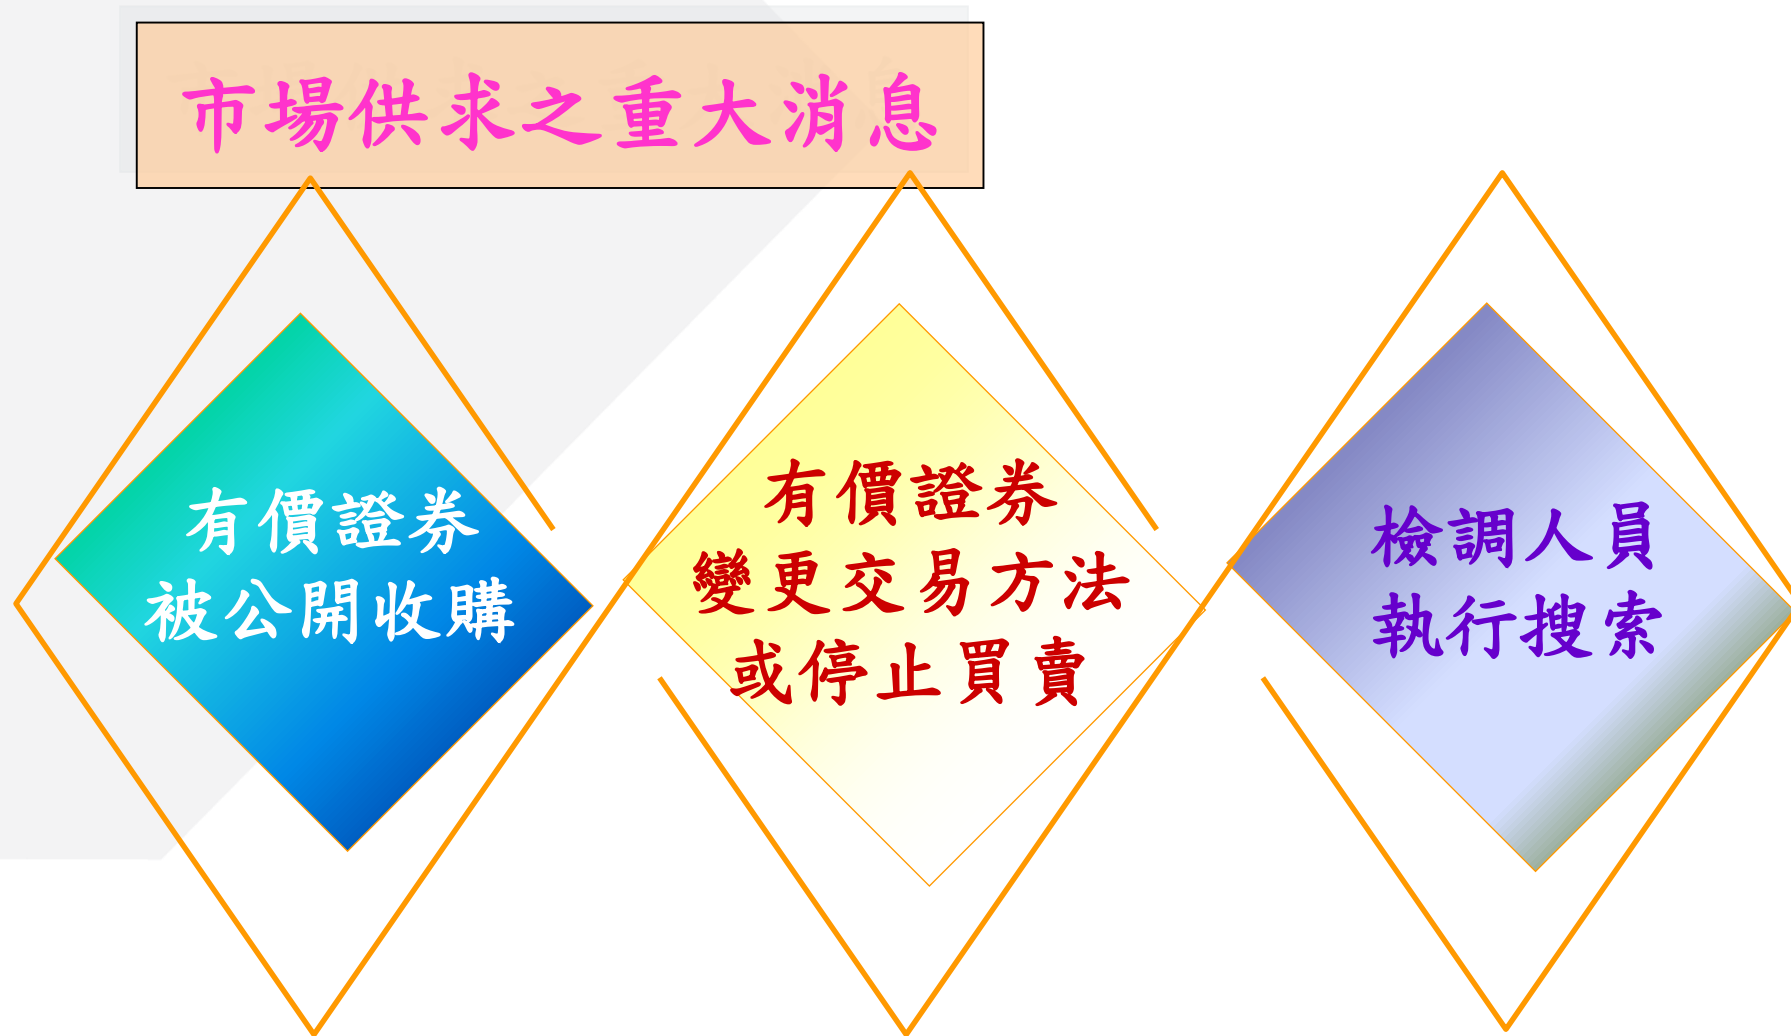 市場供求之重大消息
有價證券
被公開收購
有價證券
變更交易方法
或停止買賣
檢調人員
執行搜索